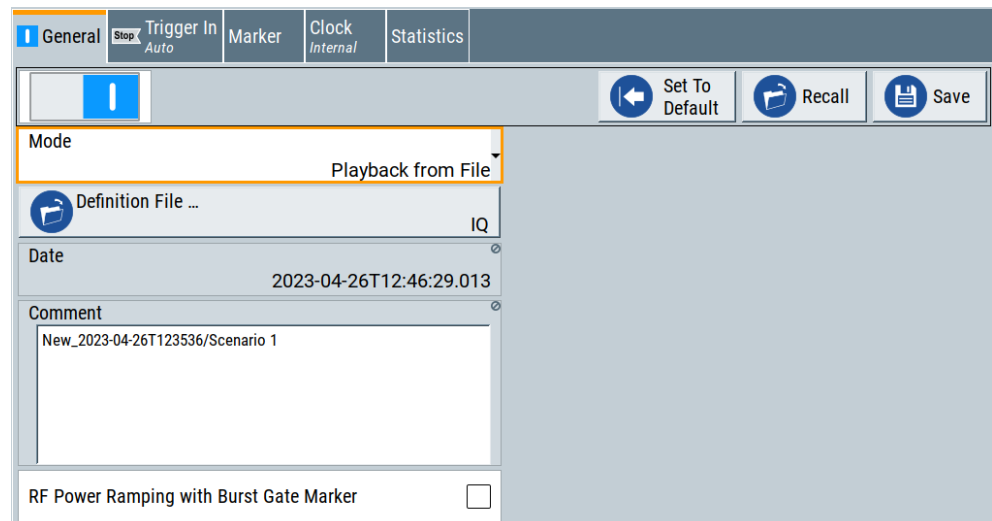 General
Stop
Trigger In
Auto
Marker
Clock
Internal
Statistics
Set To
Default
Recall
Save
Mode
Playback from File
Definition File ...
IQ
Date
2023-04-26T12:46:29.013
Comment
New_2023-04-26T123536/Scenario 1
RF Power Ramping with Burst Gate Marker